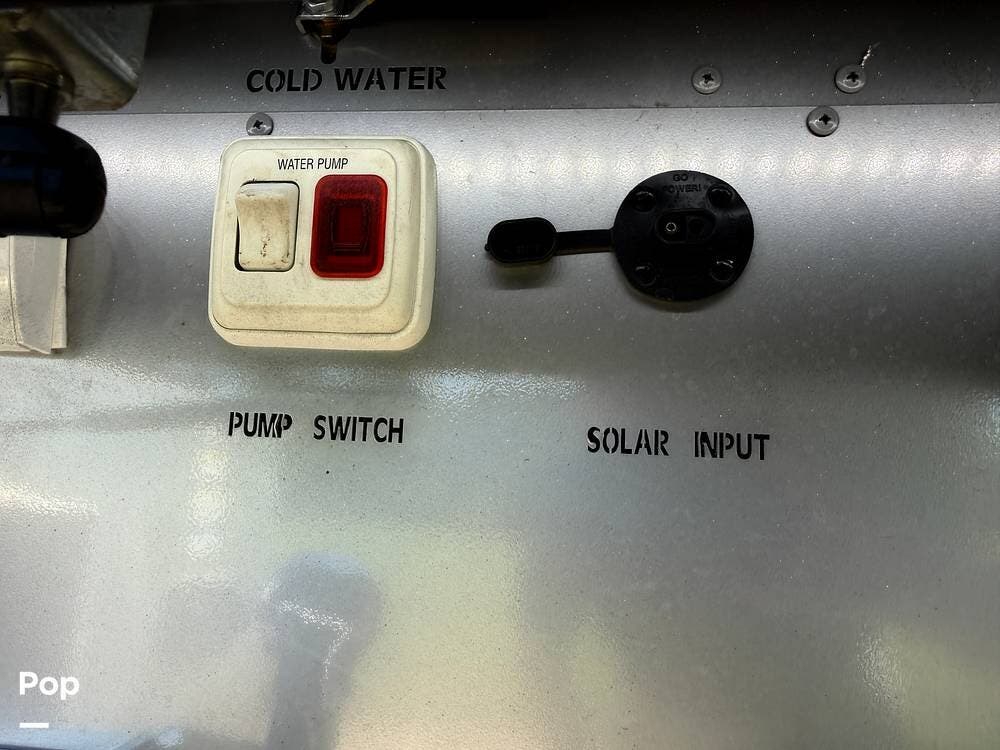 COLD WATER
WATER PUMP
GO
POWER!
PUMP SWITCH
SOLAR INPUT
Pop